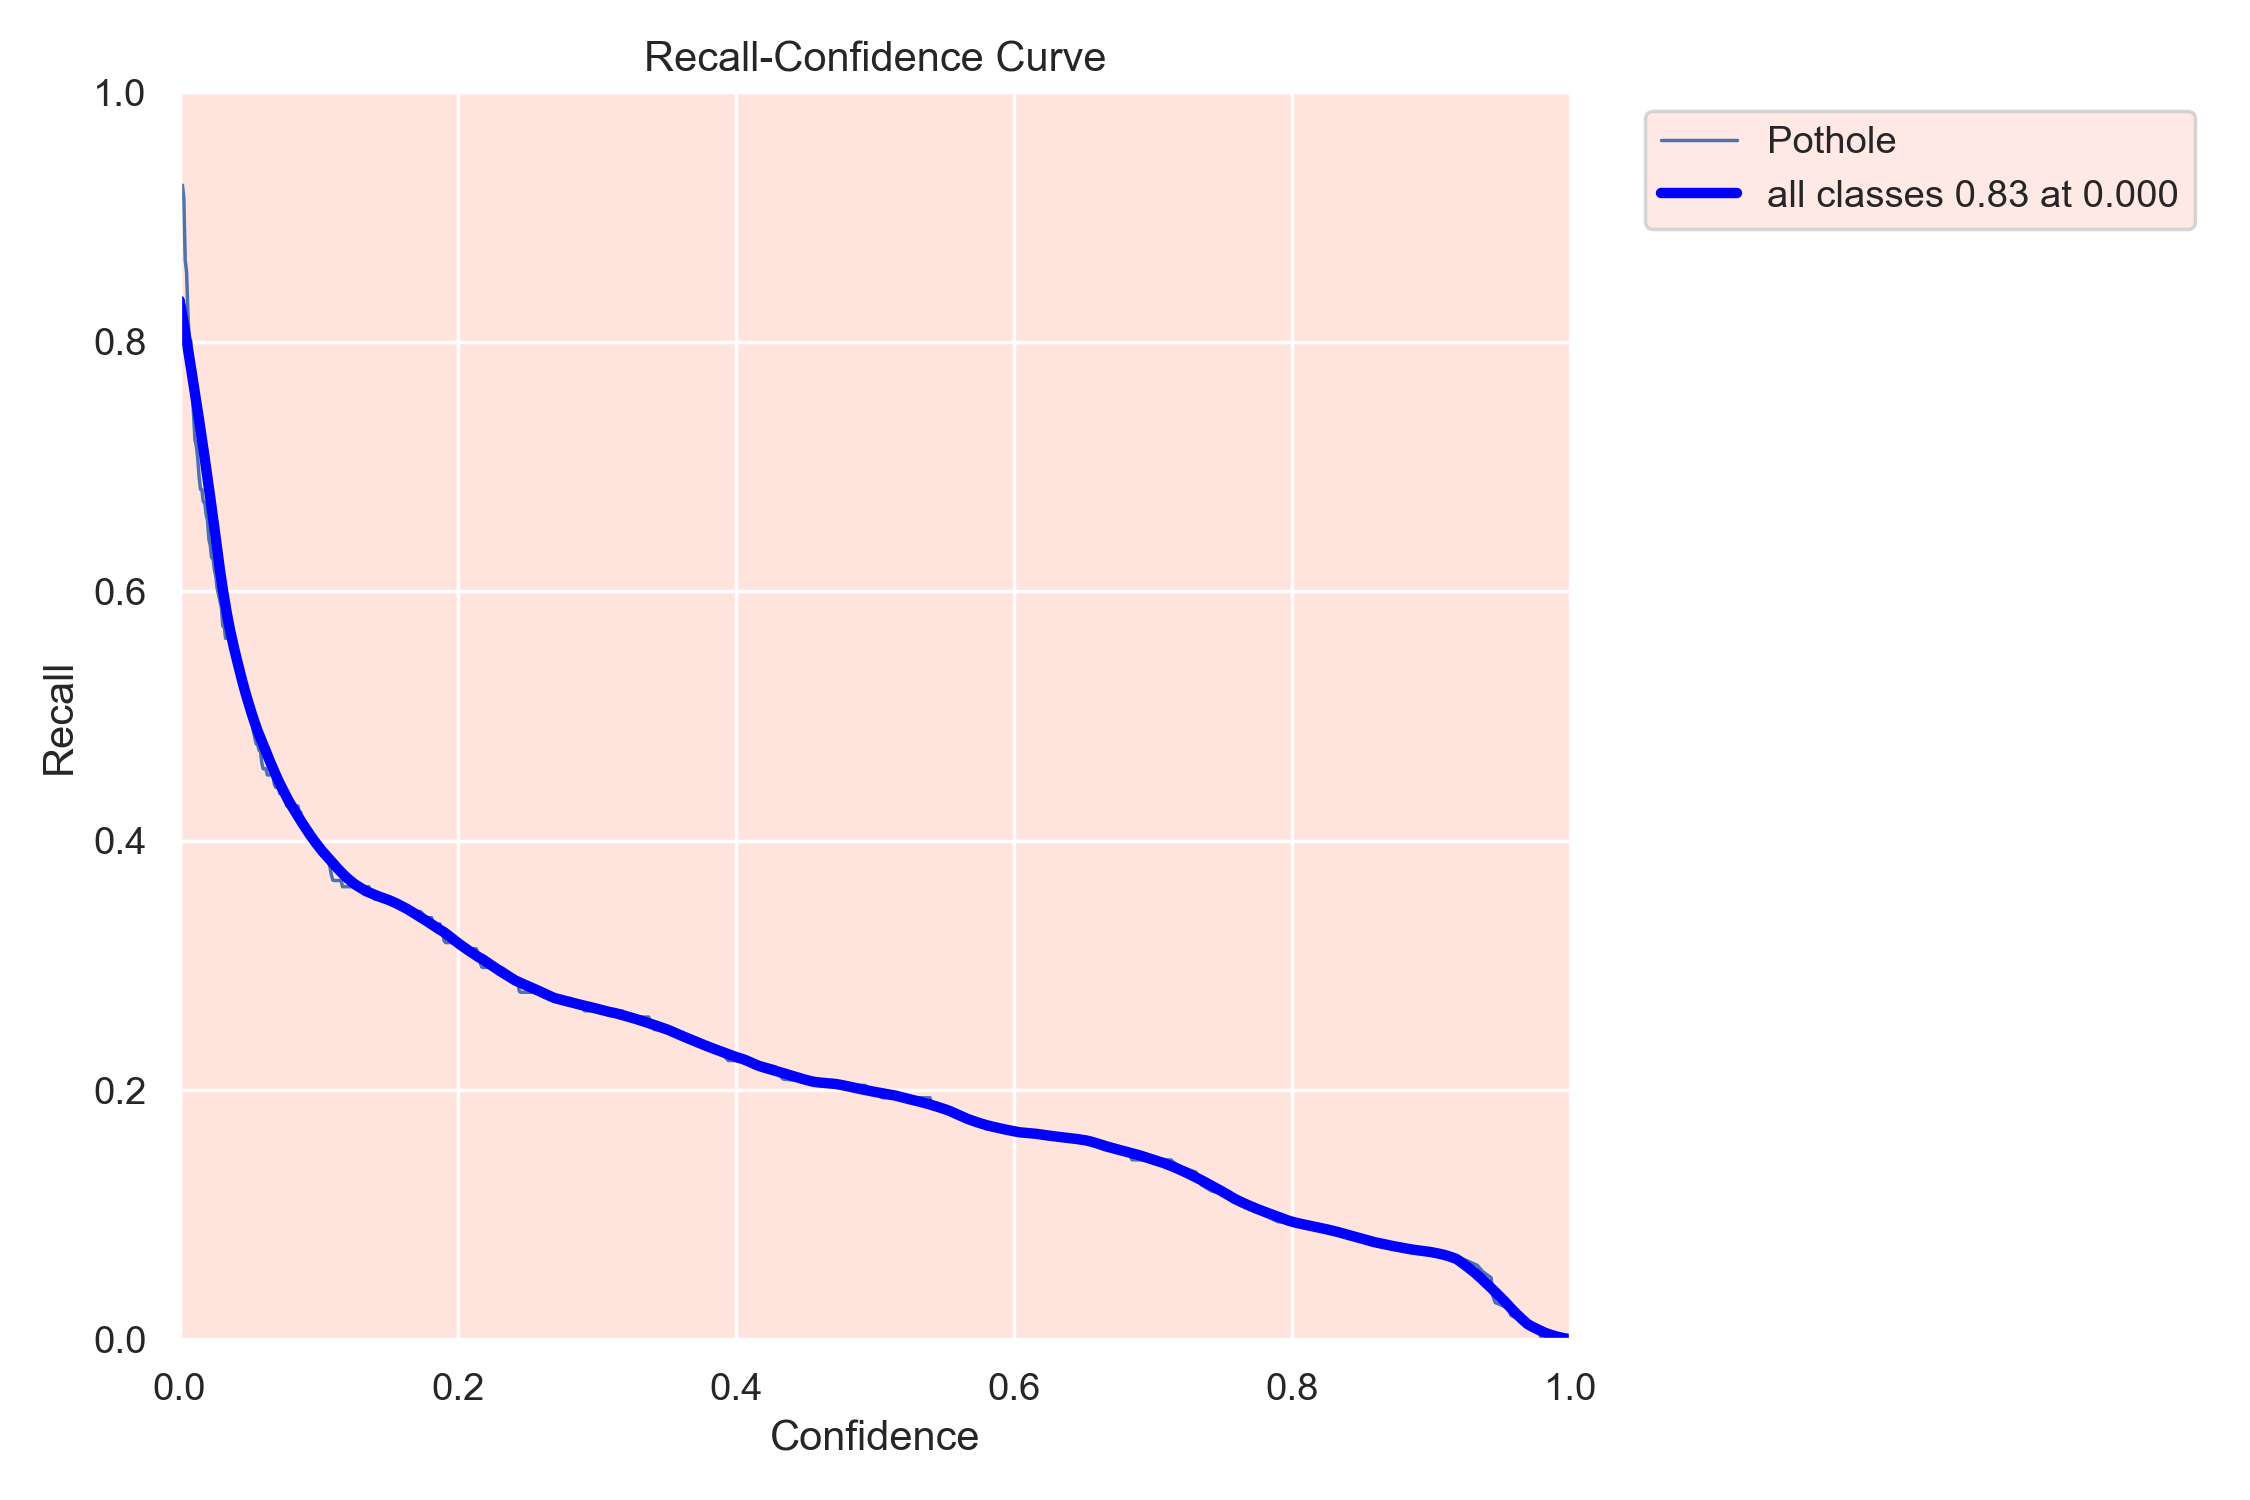 Recall-Confidence Curve
1.0
0.8
0.6
0.4
0.2
0.0
Recall
0.0 0.2 0.4 0.6 0.8 1.0
Confidence
Pothole
all classes 0.83 at 0.000